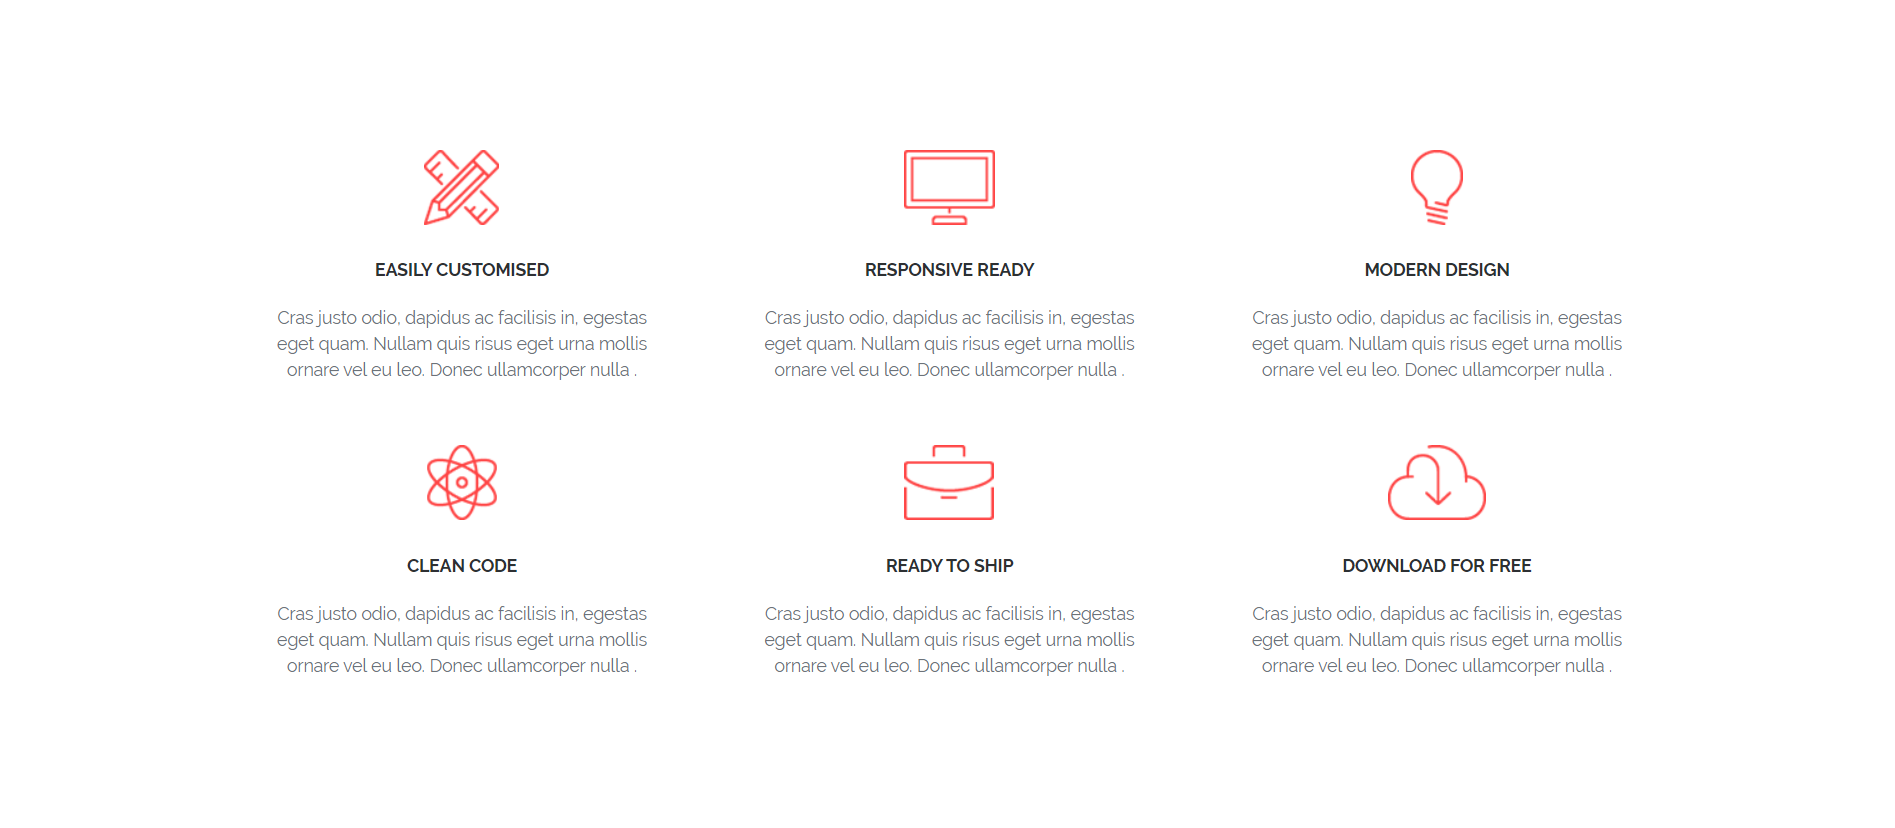 EASILY CUSTOMISED
Cras justo odio, dapidus ac facilisis in, egestas
eget quam. Nullam quis risus eget urna mollis
ornare vel eu leo. Donec ullamcorper nulla .
RESPONSIVE READY
Cras justo odio, dapidus ac facilisis in, egestas
eget quam. Nullam quis risus eget urna mollis
ornare vel eu leo. Donec ullamcorper nulla .
MODERN DESIGN
Cras justo odio, dapidus ac facilisis in, egestas
eget quam. Nullam quis risus eget urna mollis
ornare vel eu leo. Donec ullamcorper nulla .
CLEAN CODE
Cras justo odio, dapidus ac facilisis in, egestas
eget quam. Nullam quis risus eget urna mollis
ornare vel eu leo. Donec ullamcorper nulla .
READY TO SHIP
Cras justo odio, dapidus ac facilisis in, egestas
eget quam. Nullam quis risus eget urna mollis
ornare vel eu leo. Donec ullamcorper nulla .
DOWNLOAD FOR FREE
Cras justo odio, dapidus ac facilisis in, egestas
eget quam. Nullam quis risus eget urna mollis
ornare vel eu leo. Donec ullamcorper nulla .